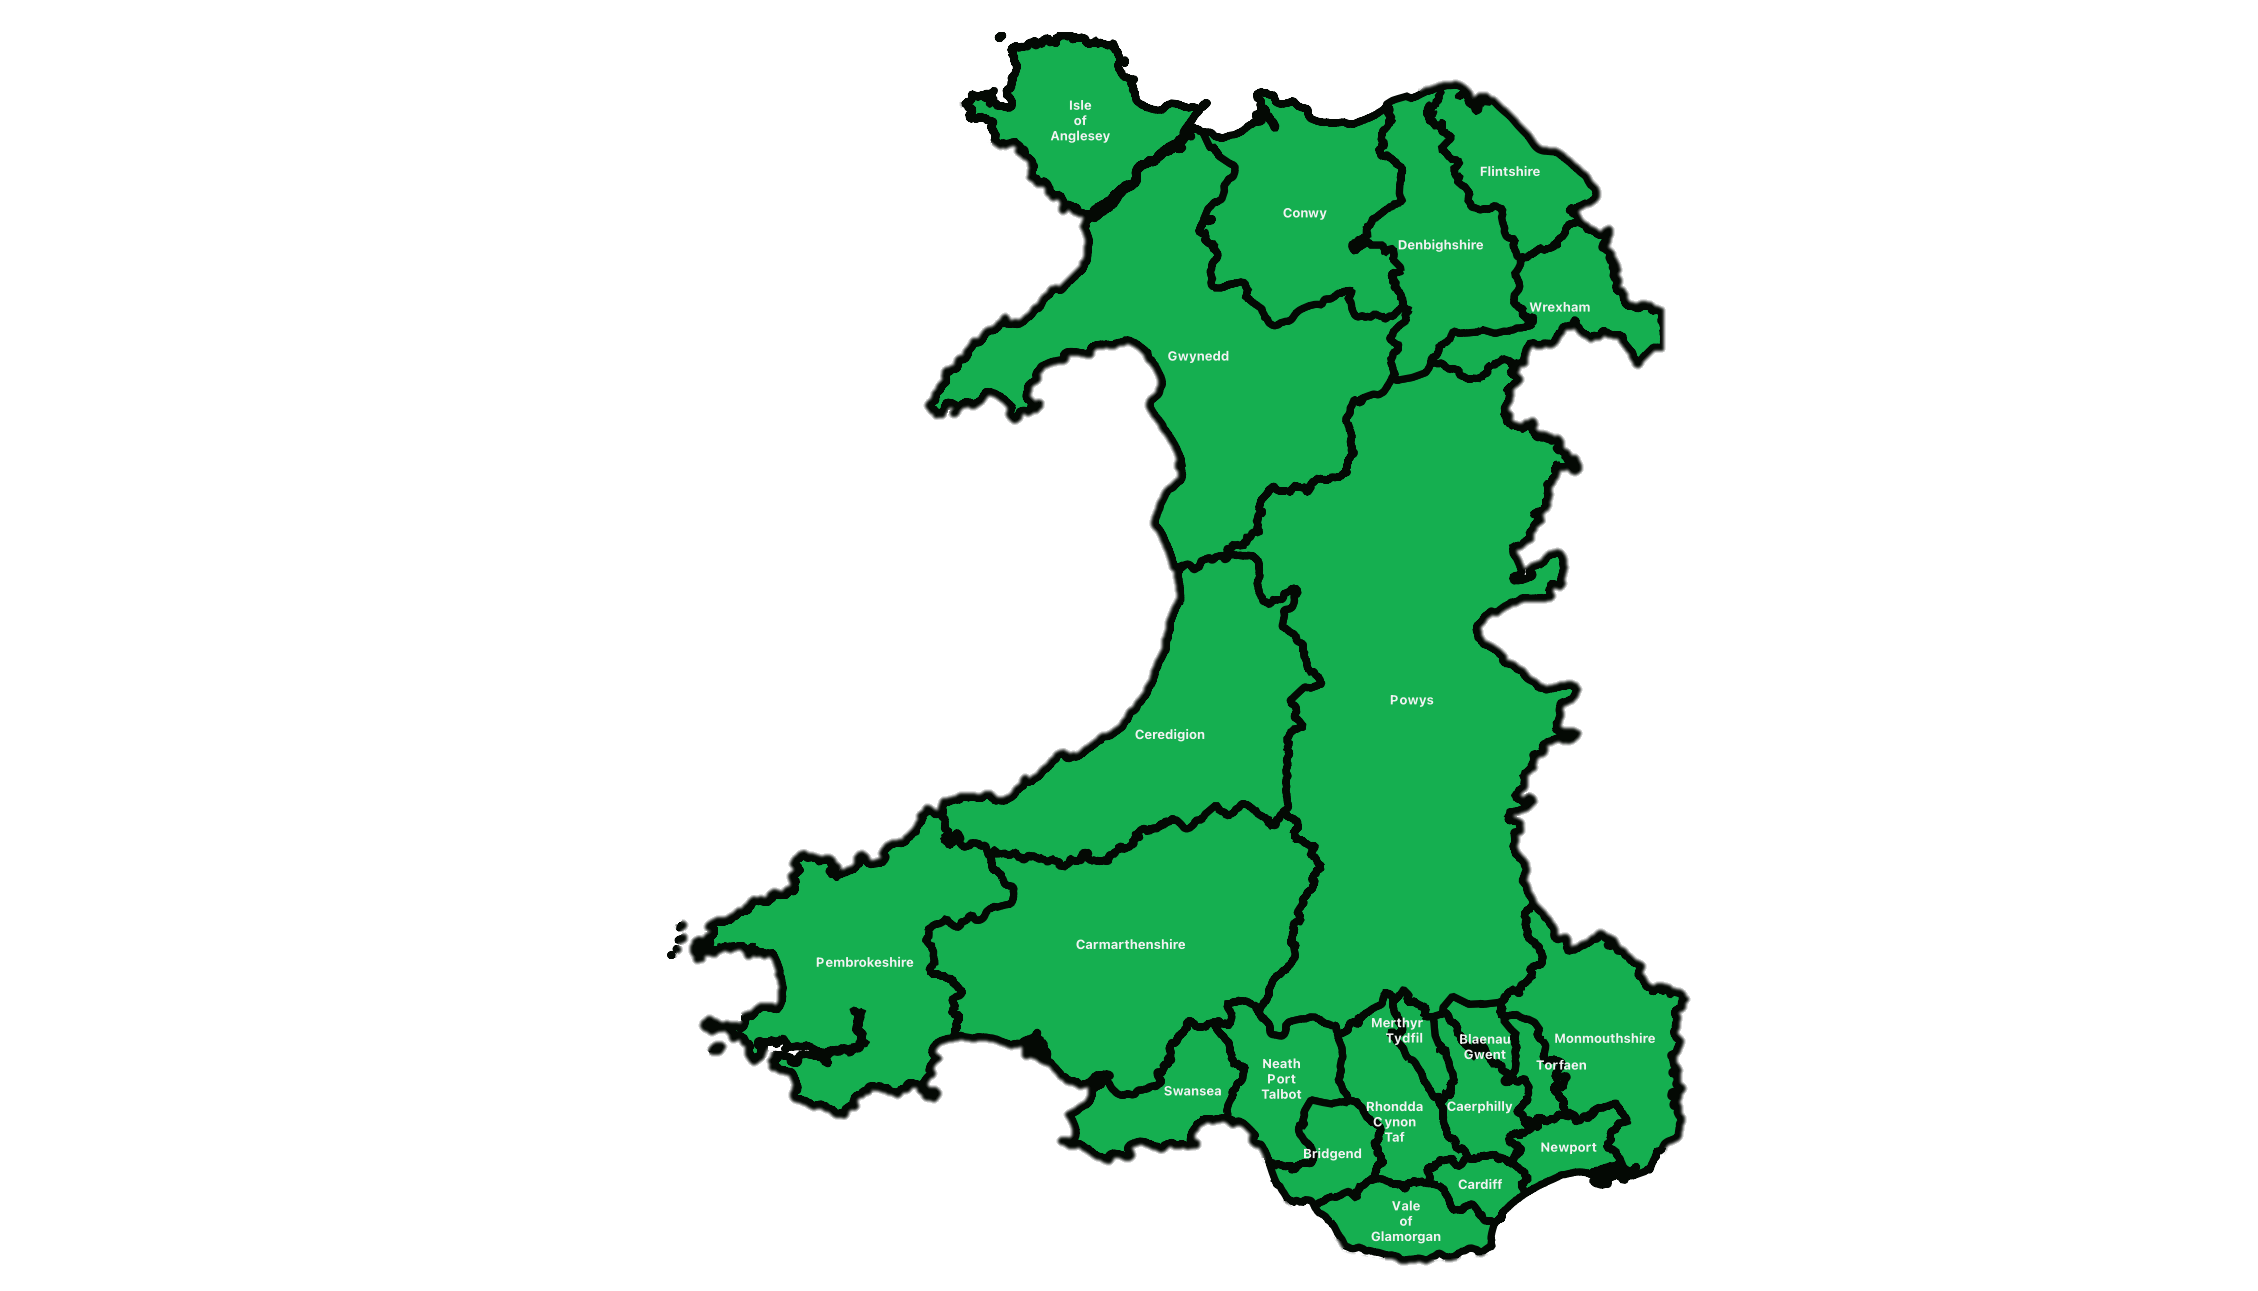 Isle
of
Anglesey
Flintshire
Conwy
Denbighshire
Wrexham
Gwynedd
Powys
Ceredigion
Carmarthenshire
Pembrokeshire
Merthyr
Tydfil
Blaenau
Gwent
Monmouthshire
Torfaen
Neath
Port
Talbot
Swansea
Rhondda
Cynon
Taf
Caerphilly
Newport
Bridgend
Cardiff
Vale
of
Glamorgan